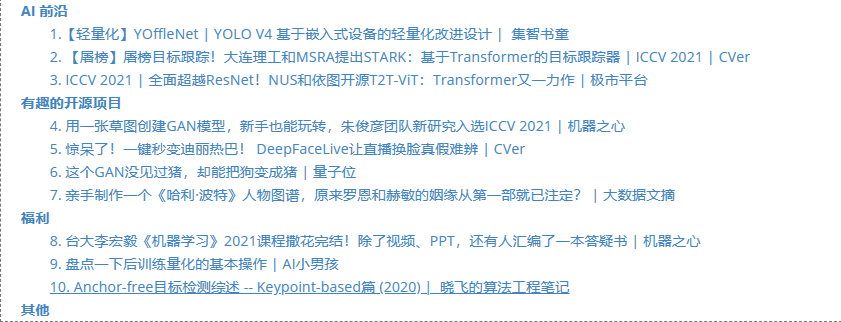 AI 前沿
1.【轻量化】YOffleNet | YOLO V4 基于嵌入式设备的轻量化改进设计 | 集智书童
2. 【屠榜】屠榜目标跟踪！大连理工和MSRA提出STARK：基于Transformer的目标跟踪器 | ICCV 2021 | CVer
3. ICCV 2021 | 全面超越ResNet！NUS和依图开源T2T-ViT：Transformer又一力作 | 极市平台
有趣的开源项目
4. 用一张草图创建GAN模型，新手也能玩转，朱俊彦团队新研究入选ICCV 2021 | 机器之心
5. 惊呆了！一键秒变迪丽热巴！ DeepFaceLive让直播换脸真假难辨 | CVer
6. 这个GAN没见过猪，却能把狗变成猪 | 量子位
7. 亲手制作一个《哈利·波特》人物图谱，原来罗恩和赫敏的姻缘从第一部就已注定？ | 大数据文摘
福利
8. 台大李宏毅《机器学习》2021课程撒花完结！除了视频、PPT，还有人汇编了一本答疑书 | 机器之心
9. 盘点一下后训练量化的基本操作 | AI小男孩
10. Anchor-free目标检测综述 -- Keypoint-based篇 (2020) | 晓飞的算法工程笔记
其他